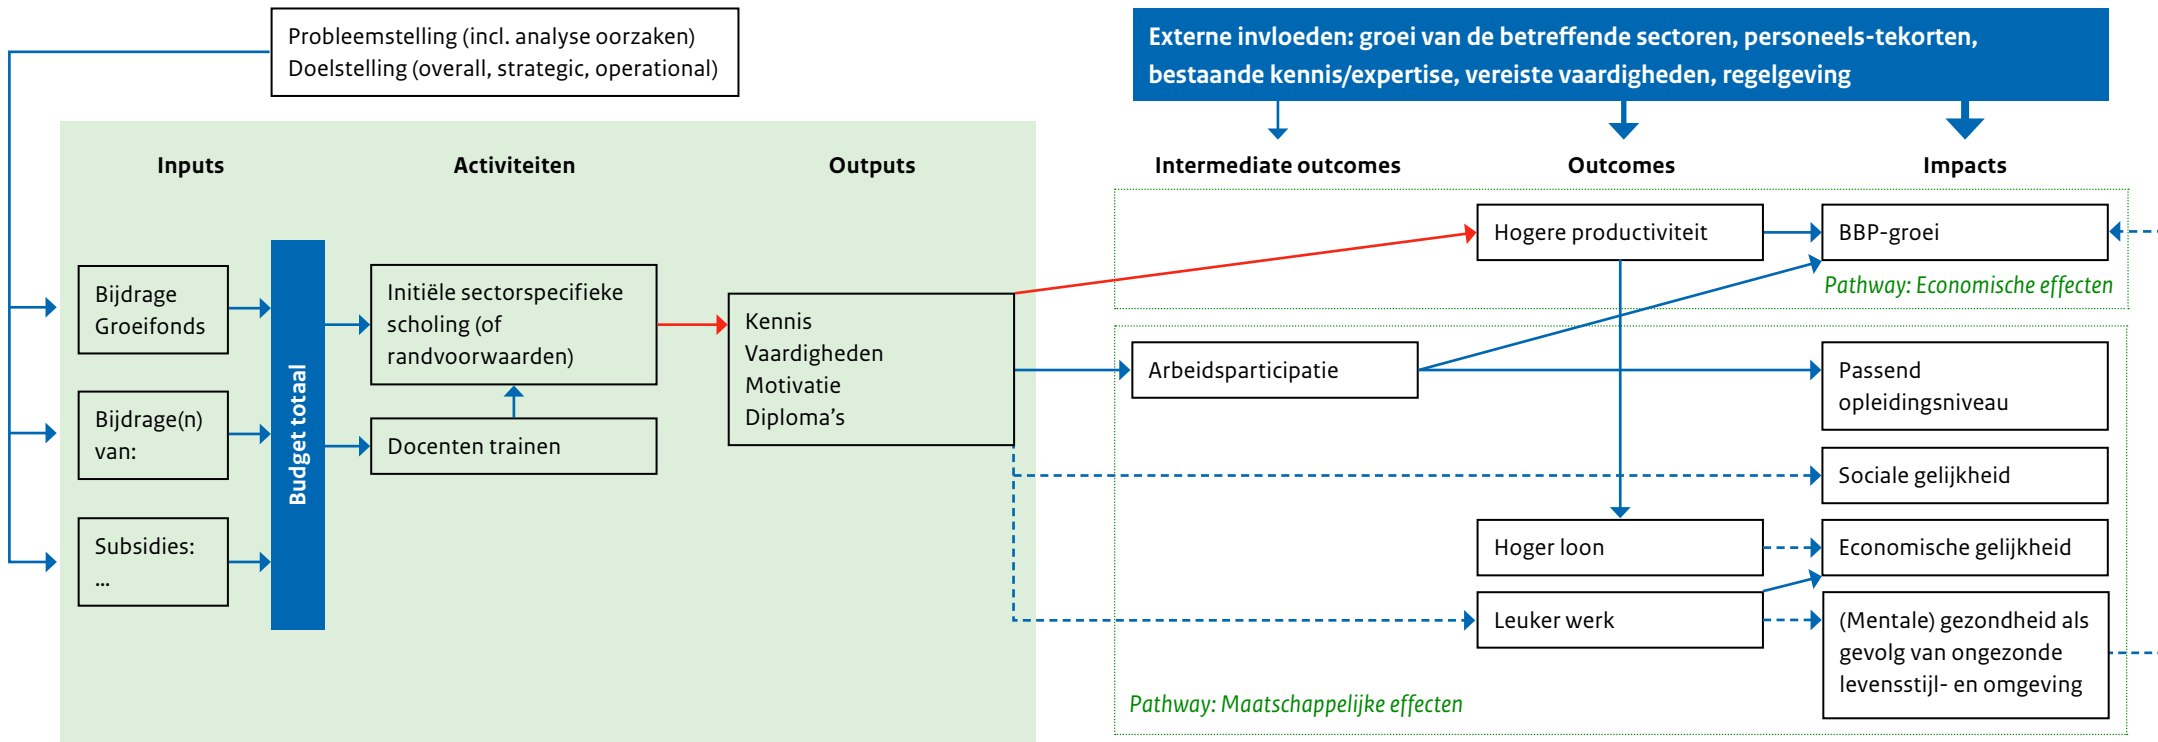 Probleemstelling (incl. analyse oorzaken)
Doelstelling (overall, strategic, operational)
Externe invloeden: groei van de betreffende sectoren, personeels-tekorten,
bestaande kennis/expertise, vereiste vaardigheden, regelgeving
Inputs
Activiteiten
Outputs
Intermediate outcomes
Outcomes
Impacts
Bijdrage
Groeifonds
Bijdrage(n)
van:
Subsidies:
...
Budget totaal
Initiële sectorspecifieke
scholing (of
randvoorwaarden)
Docenten trainen
Kennis
Vaardigheden
Motivatie
Diploma's
Hogere productiviteit
BBP-groei
Pathway: Economische effecten
Arbeidsparticipatie
Passend
opleidingsniveau
Sociale gelijkheid
Hoger loon
Economische gelijkheid
Leuker werk
(Mentale) gezondheid als
gevolg van ongezonde
levensstijl- en omgeving
Pathway: Maatschappelijke effecten